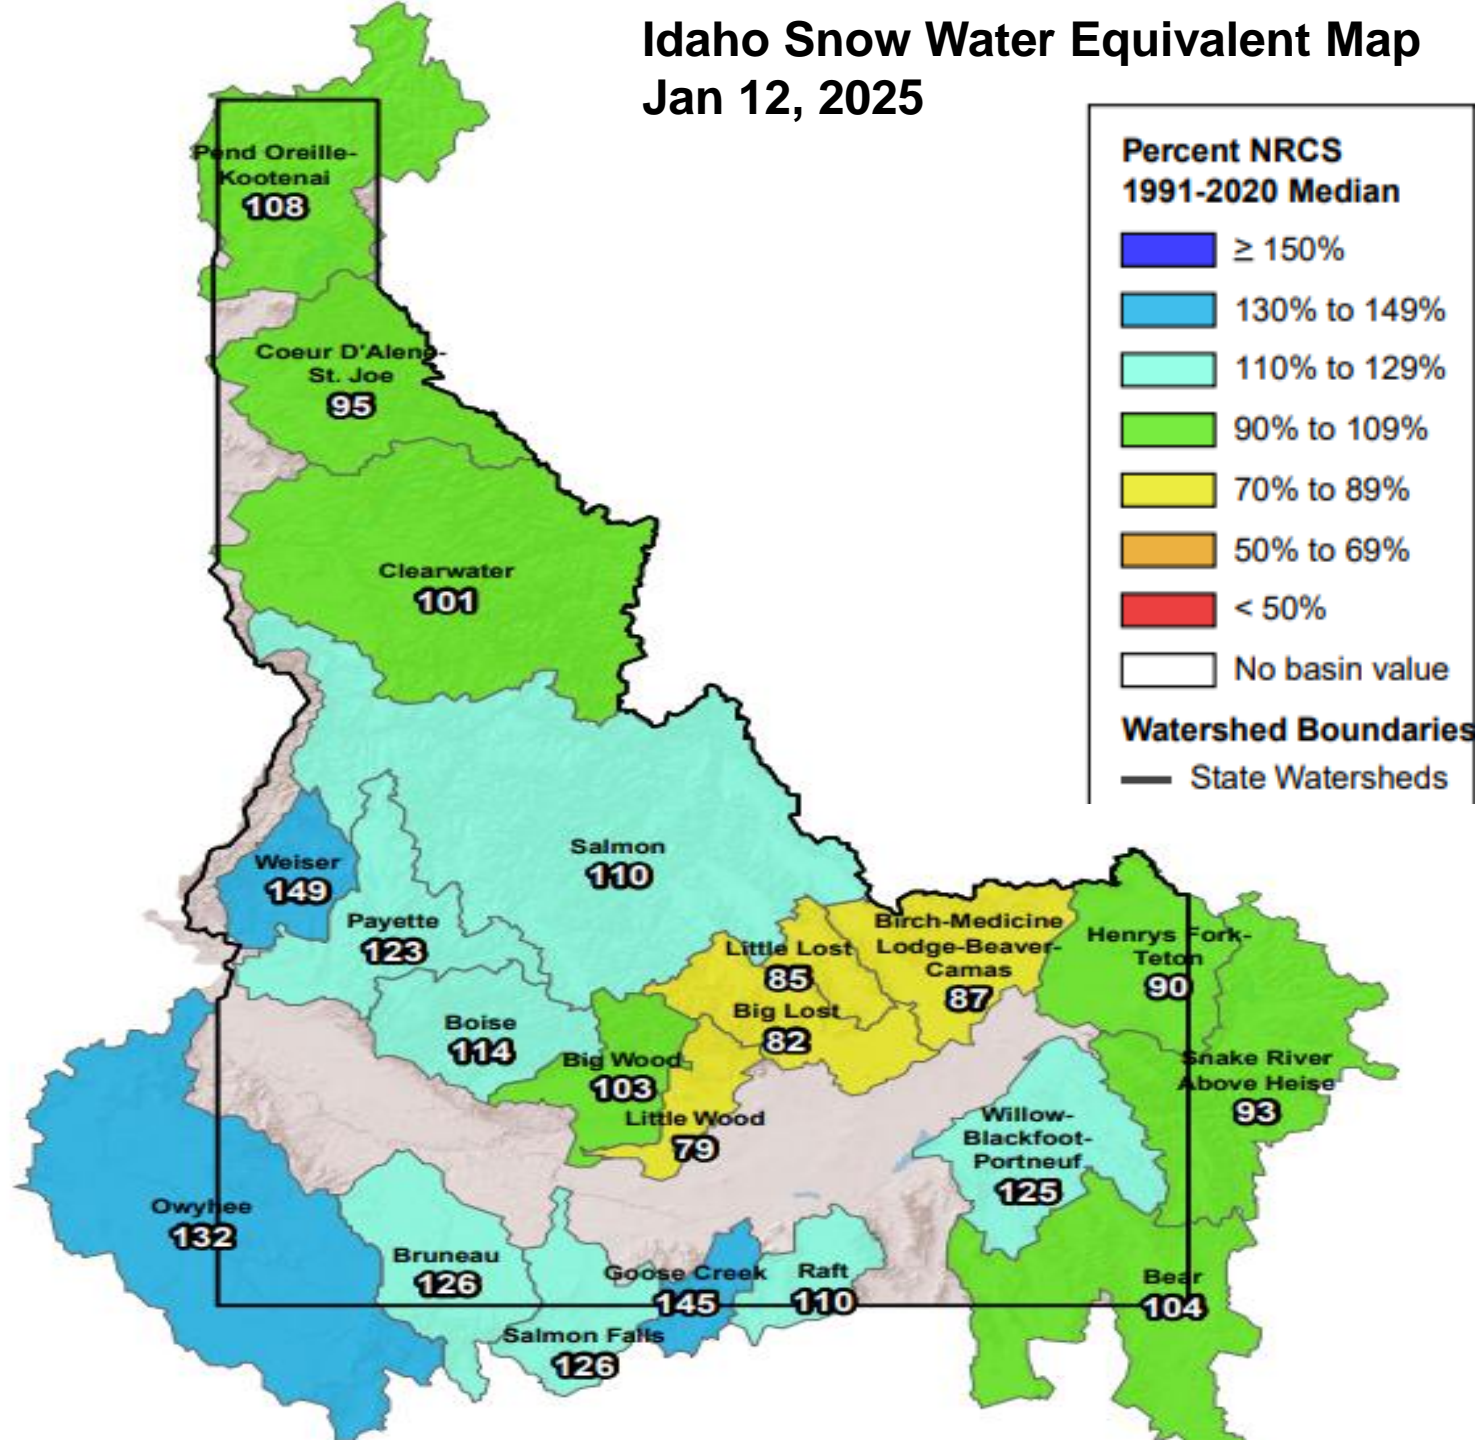 Idaho Snow Water Equivalent Map
Jan 12, 2025
Percent NRCS
1991-2020 Median
≥ 150%
130% to 149%
110% to 129%
90% to 109%
70% to 89%
50% to 69%
< 50%
No basin value
Watershed Boundaries
State Watersheds
Pend Oreille-
Kootenai
108
Coeur D'Alene-
St. Joe
95
Clearwater
101
Salmon
110
Weiser
149
Payette
123
Boise
114
Big Wood
103
Little Wood
79
Little Lost
85
Big Lost
82
Birch-Medicine
Lodge-Beaver-
Camas
87
Henrys Fork-
Teton
90
Snake River
Above Heise
93
Willow-
Blackfoot-
Portneuf
125
Owyhee
132
Bruneau
126
Salmon Falls
126
Goose Creek
145
Raft
110
Bear
104